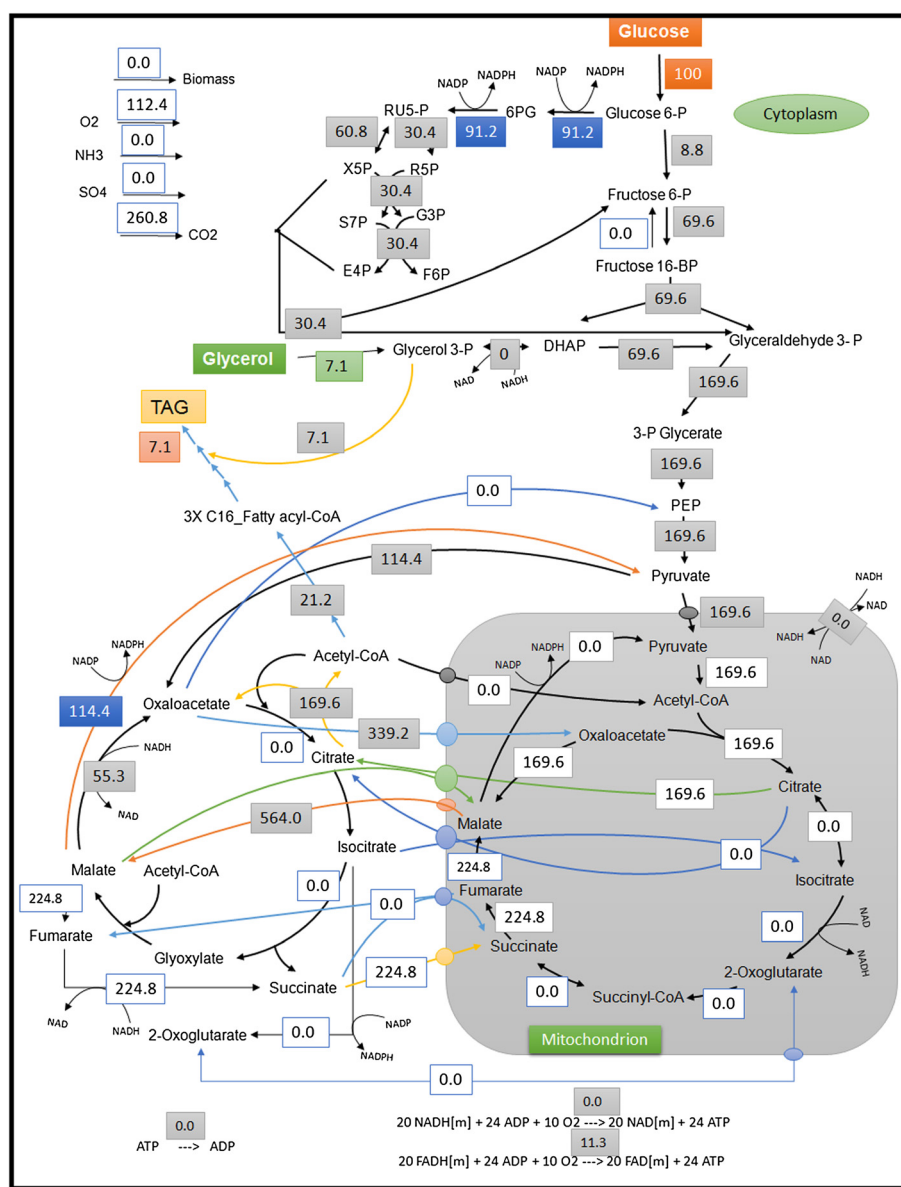 Glucose
100
Cytoplasm
0.0
Biomass
112.4
O2
0.0
NH3
0.0
SO4
260.8
CO2
NADP
NADPH
NADP
NADPH
RU5-P
6PG
Glucose 6-P
60.8
30.4
91.2
91.2
8.8
X5P
R5P
30.4
Fructose 6-P
S7P
G3P
0.0
69.6
30.4
E4P
F6P
Fructose 16-BP
69.6
30.4
Glyceraldehyde 3- P
Glycerol
7.1
Glycerol 3-P
0
DHAP
69.6
NAD
NADH
169.6
TAG
7.1
7.1
3-P Glycerate
169.6
0.0
PEP
3X C16_Fatty acyl-CoA
169.6
114.4
Pyruvate
21.2
169.6
NADH
NAD
0.0
NADH
NAD
NADP
NADPH
Acetyl-CoA
0.0
Pyruvate
NADP
NADPH
169.6
0.0
Acetyl-CoA
114.4
Oxaloacetate
169.6
339.2
Oxaloacetate
169.6
0.0
NADH
55.3
NAD
Citrate
169.6
169.6
Citrate
564.0
Malate
0.0
Isocitrate
0.0
Malate
Acetyl-CoA
224.8
Isocitrate
224.8
0.0
0.0
Fumarate
224.8
0.0
NAD
NADH
Fumarate
Glyoxylate
Succinate
224.8
Succinate
224.8
2-Oxoglutarate
0.0
Succinyl-CoA
0.0
NAD
NADH
2-Oxoglutarate
0.0
NADP
NADPH
Mitochondrion
0.0
0.0
0.0
20 NADH[m] + 24 ADP + 10 O2 ---> 20 NAD[m] + 24 ATP
ATP ---> ADP
11.3
20 FADH[m] + 24 ADP + 10 O2 ---> 20 FAD[m] + 24 ATP